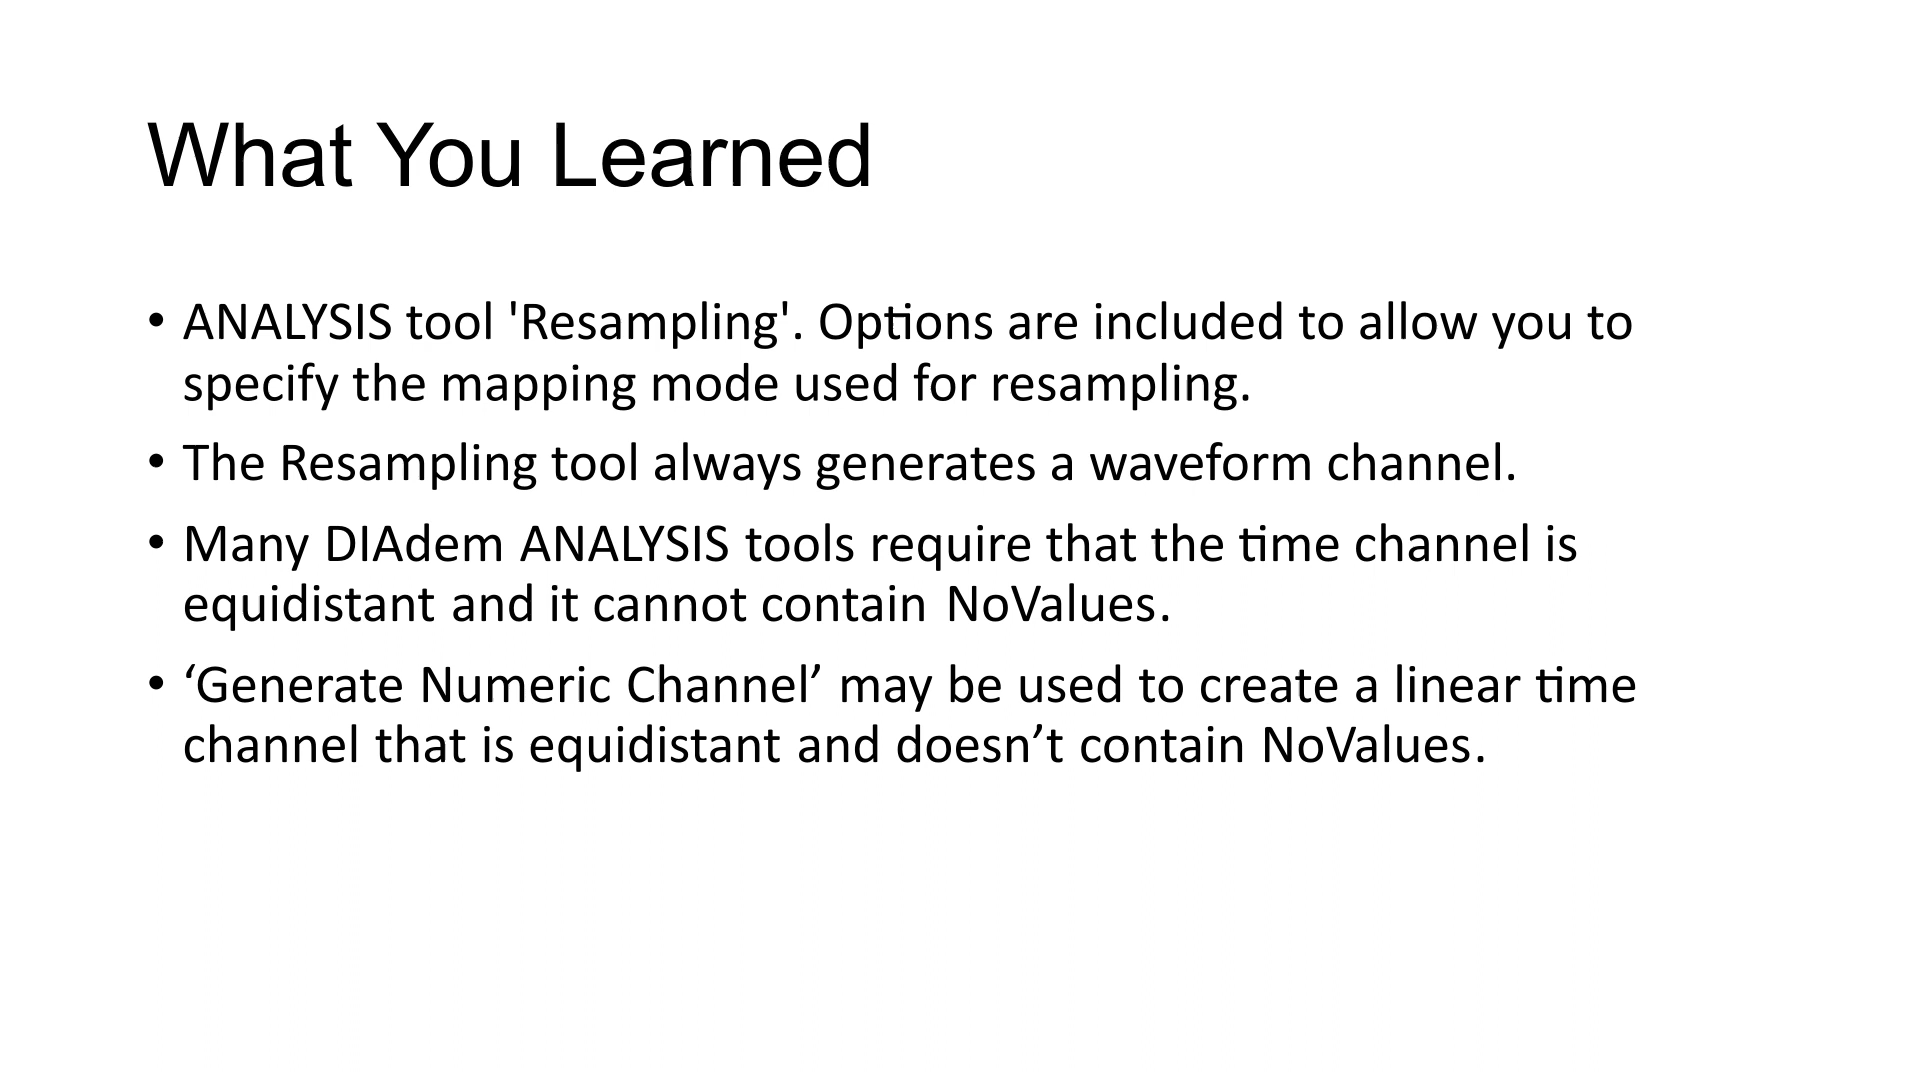 What You Learned
• ANALYSIS tool 'Resampling'. Options are included to allow you to
specify the mapping mode used for resampling.
• The Resampling tool always generates a waveform channel.
• Many DIAdem ANALYSIS tools require that the time channel is
equidistant and it cannot contain NoValues.
• ‘Generate Numeric Channel’ may be used to create a linear time
channel that is equidistant and doesn’t contain NoValues.